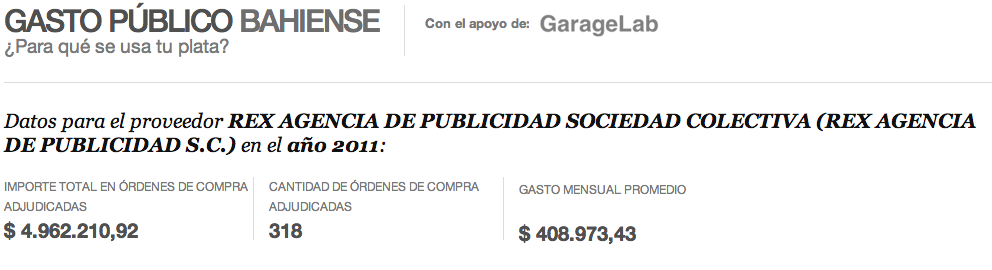 GASTO PÚBLICO BAHIENSE
¿Para qué se usa tu plata?
Con el apoyo de: GarageLab
Datos para el proveedor REX AGENCIA DE PUBLICIDAD SOCIEDAD COLECTIVA (REX AGENCIA
DE PUBLICIDAD S.C.) en el año 2011:
IMPORTE TOTAL EN ÓRDENES DE COMPRA
ADJUDICADAS
$ 4.962.210,92
CANTIDAD DE ÓRDENES DE COMPRA
ADJUDICADAS
318
GASTO MENSUAL PROMEDIO
$ 408.973,43